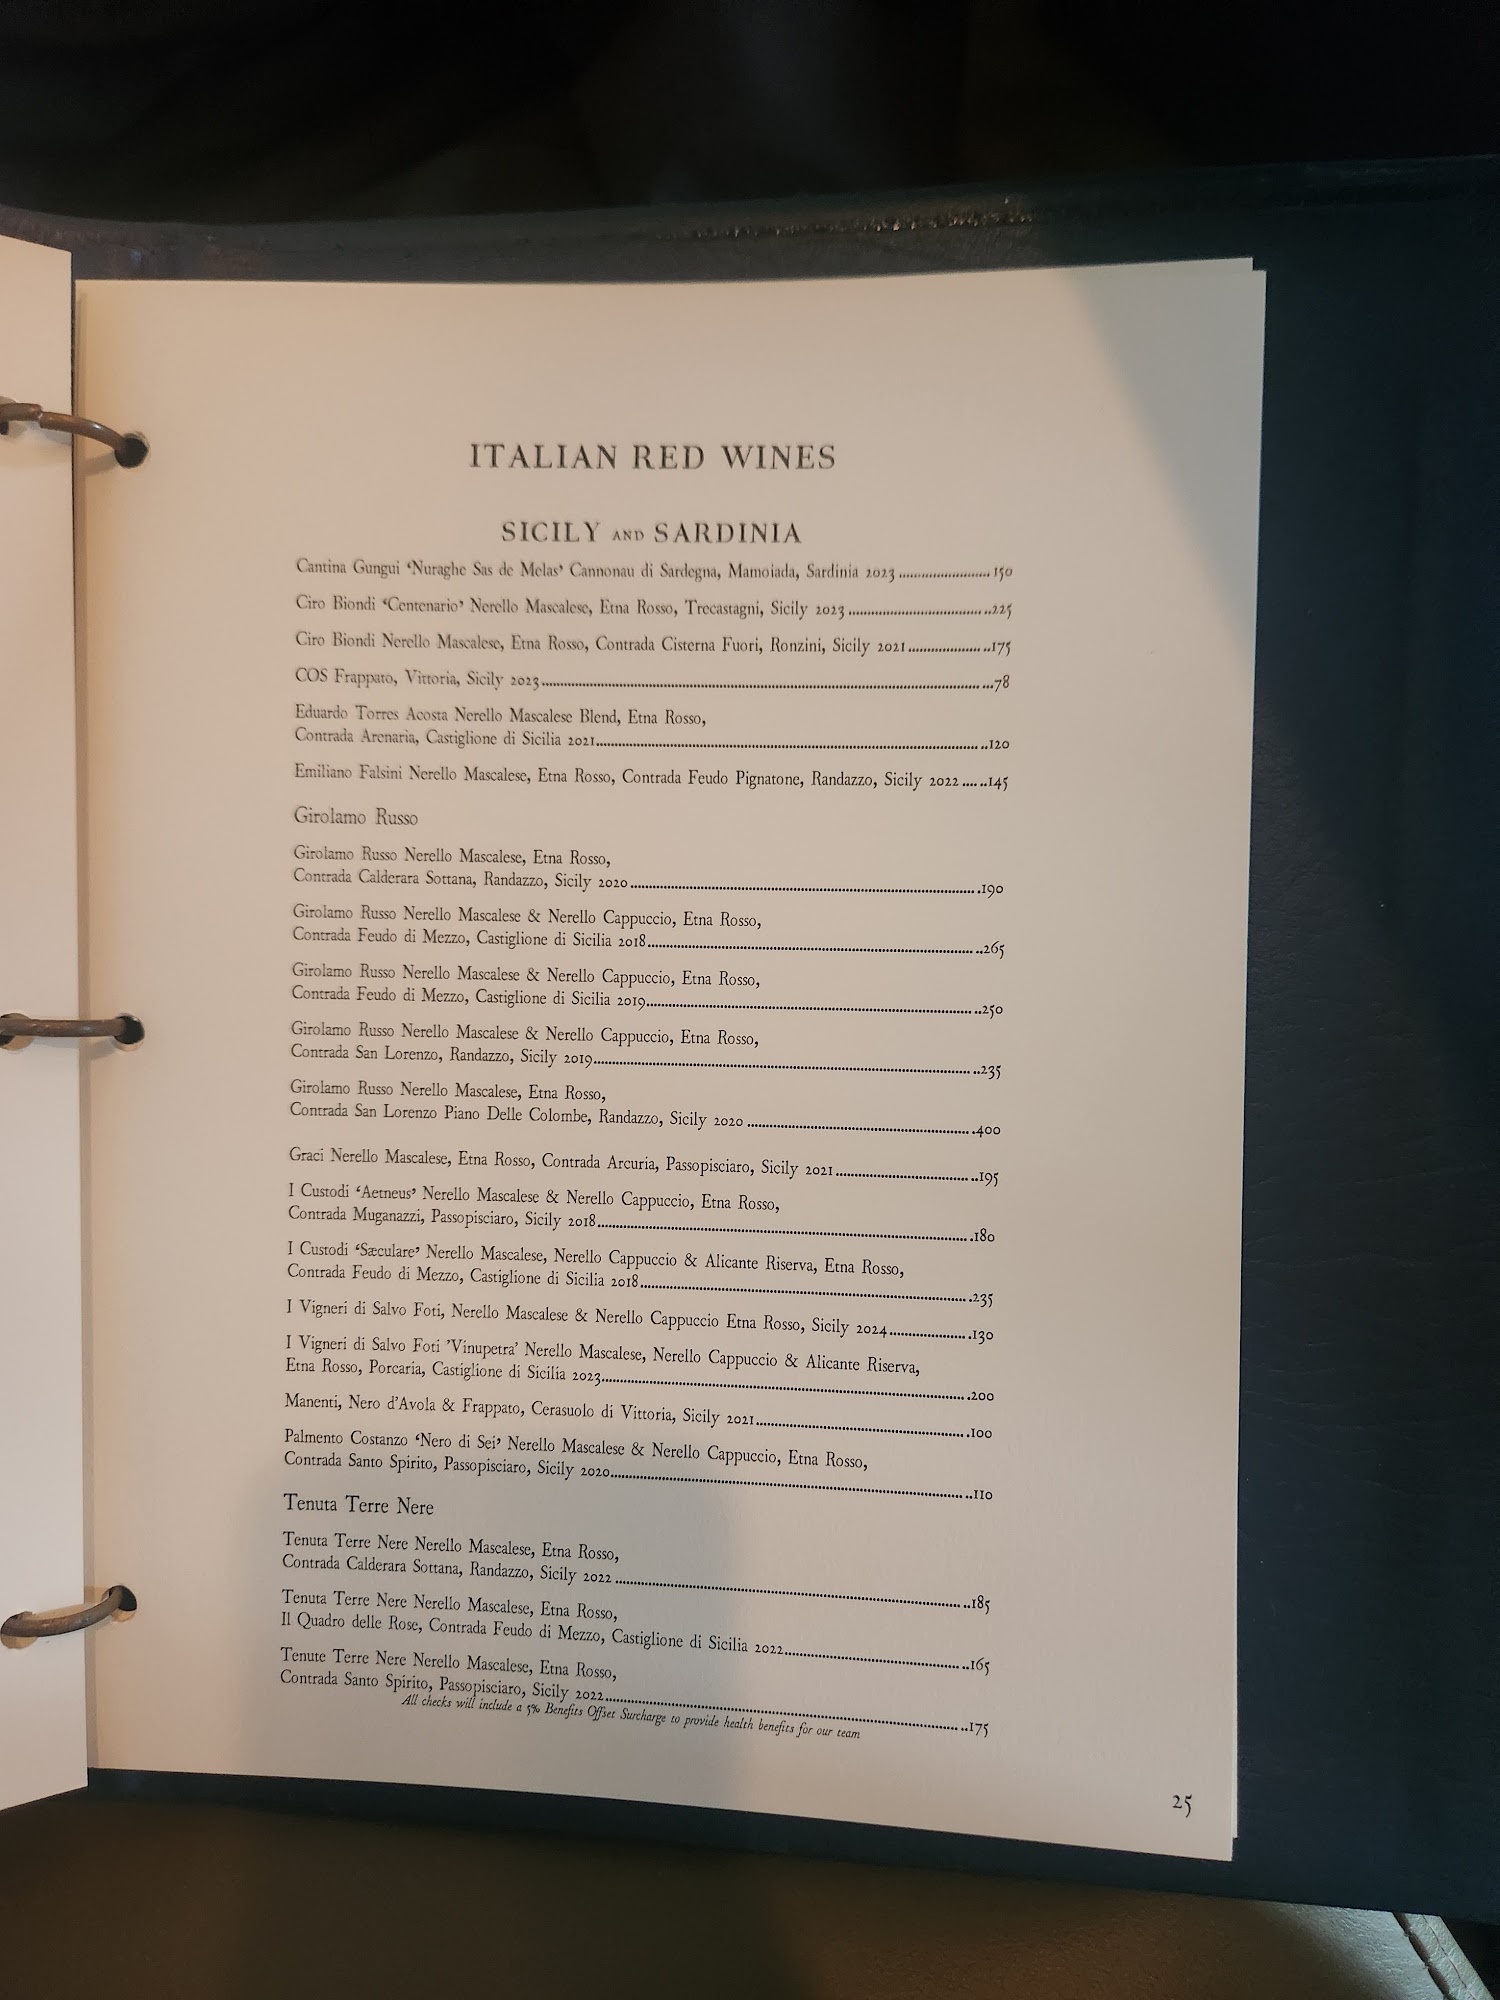 ITALIAN RED WINES
SICILY AND SARDINIA
Cantina Gungui ‘Nuraghe Sas de Melas’ Cannonau di Sardegna, Mamoiada, Sardinia 2023 ........................ 150
Ciro Biondi ‘Centenario’ Nerello Mascalese, Etna Rosso, Trecastagni, Sicily 2023 ....................................225
Ciro Biondi Nerello Mascalese, Etna Rosso, Contrada Cisterna Fuori, Ronzini, Sicily 2021.....................175
COS Frappato, Vittoria, Sicily 2023...............................................................78
Eduardo Torres Acosta Nerello Mascalese Blend, Etna Rosso,
Contrada Arenaria, Castiglione di Sicilia 2021...............................................................120
Emiliano Falsini Nerello Mascalese, Etna Rosso, Contrada Feudo Pignatone, Randazzo, Sicily 2022 ......145
Girolamo Russo
Girolamo Russo Nerello Mascalese, Etna Rosso,
Contrada Calderara Sottana, Randazzo, Sicily 2020 ...............................................................190
Girolamo Russo Nerello Mascalese & Nerello Cappuccio, Etna Rosso,
Contrada Feudo di Mezzo, Castiglione di Sicilia 2018...............................................................265
Girolamo Russo Nerello Mascalese & Nerello Cappuccio, Etna Rosso,
Contrada Feudo di Mezzo, Castiglione di Sicilia 2019...............................................................250
Girolamo Russo Nerello Mascalese & Nerello Cappuccio, Etna Rosso,
Contrada San Lorenzo, Randazzo, Sicily 2019...............................................................235
Girolamo Russo Nerello Mascalese, Etna Rosso,
Contrada San Lorenzo Piano Delle Colombe, Randazzo, Sicily 2020 ...............................................400
Graci Nerello Mascalese, Etna Rosso, Contrada Arcuria, Passopisciaro, Sicily 2021....................................195
I Custodi ‘Aetneus’ Nerello Mascalese & Nerello Cappuccio, Etna Rosso,
Contrada Muganazzi, Passopisciaro, Sicily 2018...............................................................180
I Custodi ‘Sæculare’ Nerello Mascalese, Nerello Cappuccio & Alicante Riserva, Etna Rosso,
Contrada Feudo di Mezzo, Castiglione di Sicilia 2018...............................................................235
I Vigneri di Salvo Foti, Nerello Mascalese & Nerello Cappuccio Etna Rosso, Sicily 2024.....................130
I Vigneri di Salvo Foti ’Vinupetra’ Nerello Mascalese, Nerello Cappuccio & Alicante Riserva,
Etna Rosso, Porcaria, Castiglione di Sicilia 2023...............................................................200
Manenti, Nero d’Avola & Frappato, Cerasuolo di Vittoria, Sicily 2021.......................................................100
Palmento Costanzo ‘Nero di Sei’ Nerello Mascalese & Nerello Cappuccio, Etna Rosso,
Contrada Santo Spirito, Passopisciaro, Sicily 2020...............................................................110
Tenuta Terre Nere
Tenuta Terre Nere Nerello Mascalese, Etna Rosso,
Contrada Calderara Sottana, Randazzo, Sicily 2022 ...............................................................185
Tenuta Terre Nere Nerello Mascalese, Etna Rosso,
Il Quadro delle Rose, Contrada Feudo di Mezzo, Castiglione di Sicilia 2022...............................................165
Tenute Terre Nere Nerello Mascalese, Etna Rosso,
Contrada Santo Spirito, Passopisciaro, Sicily 2022...............................................................175
All checks will include a 5% Benefits Offset Surcharge to provide health benefits for our team
25